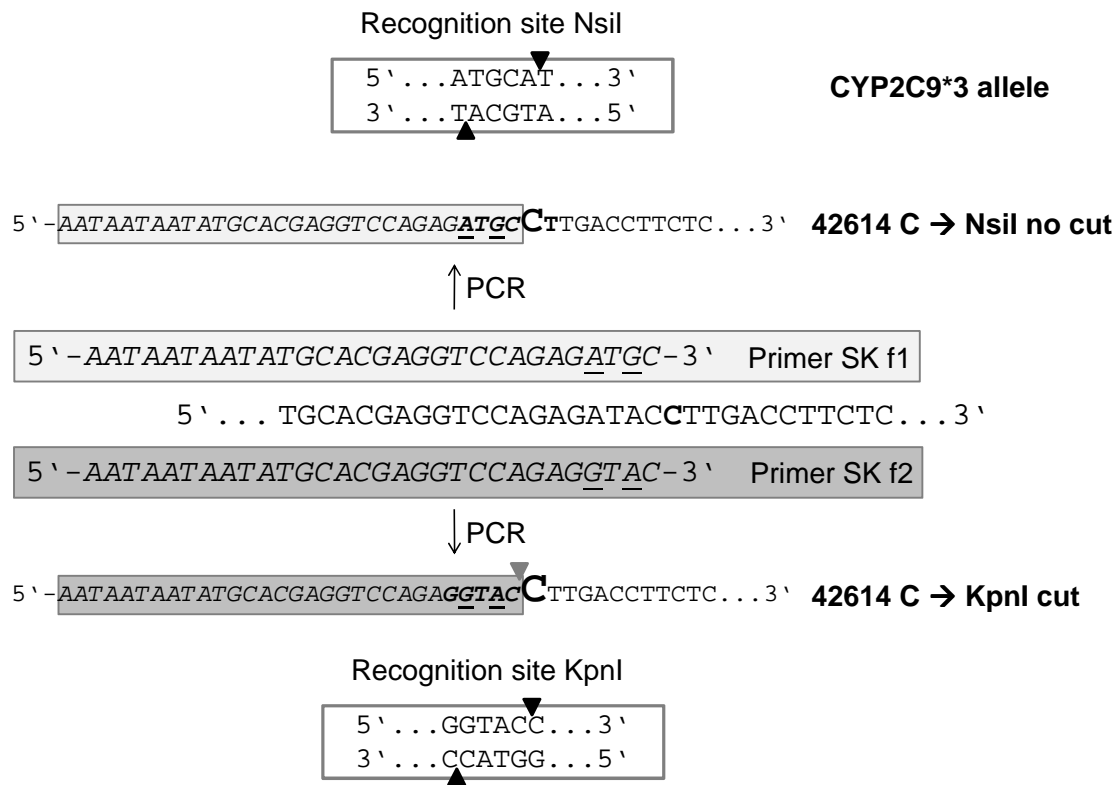 Recognition site NsiI
5‘...ATGCAT...3‘
3‘...TACGTA...5‘
CYP2C9*3 allele
5‘-AATAATAATATGCACGAGGTCCAGAGATGCCTTGACCTTCTC...3‘ 42614 C → NsiI no cut
PCR
5‘-AATAATAATATGCACGAGGTCCAGAGATGC-3‘ Primer SK f1
5‘... TGCACGAGGTCCAGAGATACCTTGACCTTCTC...3‘
5‘-AATAATAATATGCACGAGGTCCAGAGGTAC-3‘ Primer SK f2
PCR
5‘-AATAATAATATGCACGAGGTCCAGAGGTACCTTGACCTTCTC...3‘ 42614 C → KpnI cut
Recognition site KpnI
5‘...GGTACC...3‘
3‘...CCATGG...5‘